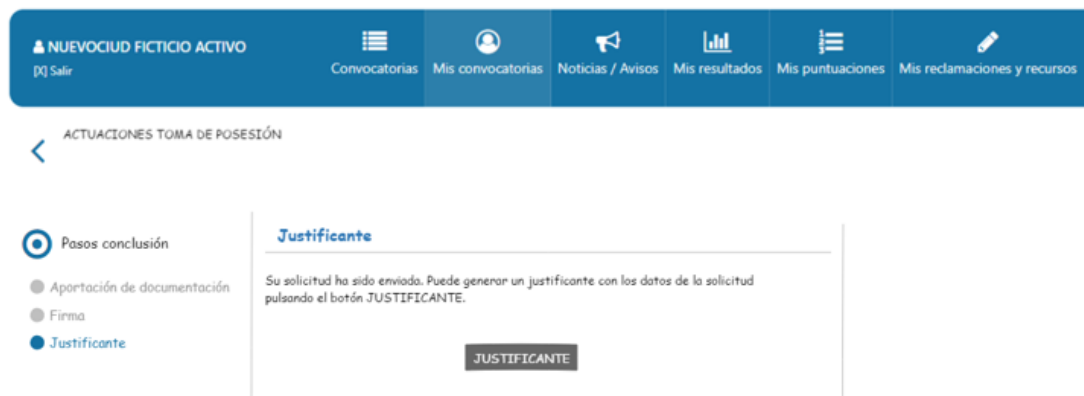 NUEVOCIUD FICTICIO ACTIVO
[X] Salir
Convocatorias
Mis convocatorias
Noticias / Avisos
Mis resultados
Mis puntuaciones
Mis reclamaciones y recursos
ACTUACIONES TOMA DE POSESIÓN
Pasos conclusión
Aportación de documentación
Firma
Justificante
Justificante
Su solicitud ha sido enviada. Puede generar un justificante con los datos de la solicitud
pulsando el botón JUSTIFICANTE.
JUSTIFICANTE